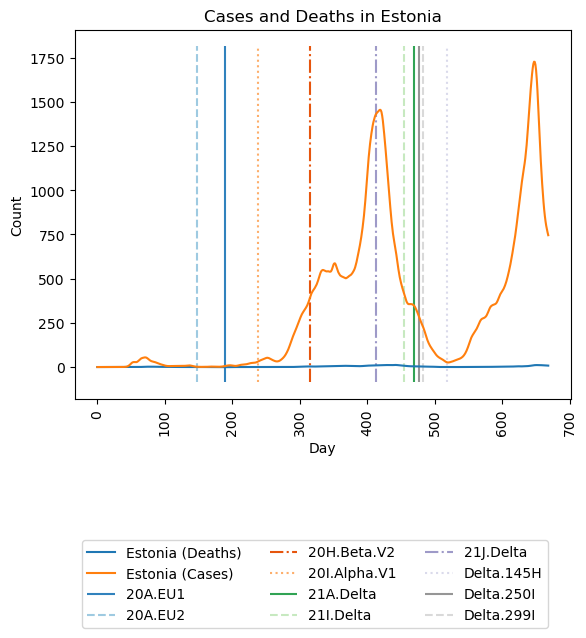 Cases and Deaths in Estonia
Count
1750
1500
1250
1000
750
500
250
0
0 100 200 300 400 500 600 700
Day
Estonia (Deaths) 20H.Beta.V2 21J.Delta
Estonia (Cases) 20I.Alpha.V1 Delta.145H
20A.EU1 21A.Delta Delta.250I
20A.EU2 21I.Delta Delta.299I